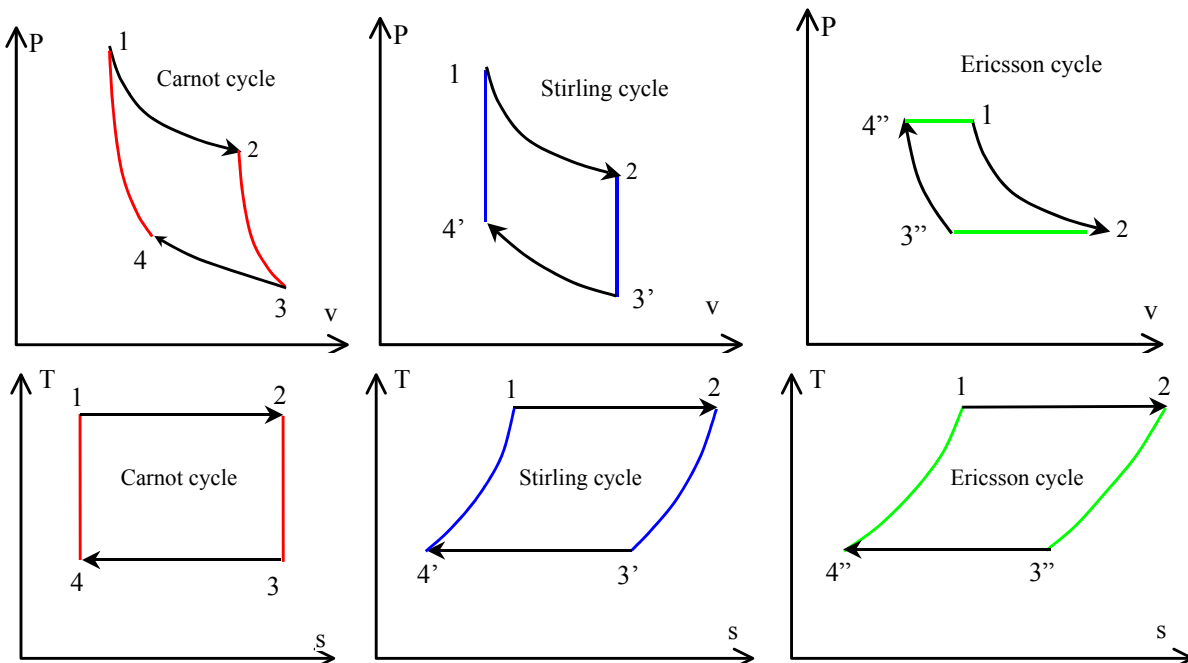 P
1
Carnot cycle
2
4
3
v
P
1
Stirling cycle
2
4’
3’
v
P
Ericsson cycle
4”
1
3”
2
v
T
1
2
Carnot cycle
4
3
s
T
1
2
Stirling cycle
4’
3’
s
T
1
2
Ericsson cycle
4”
3”
s